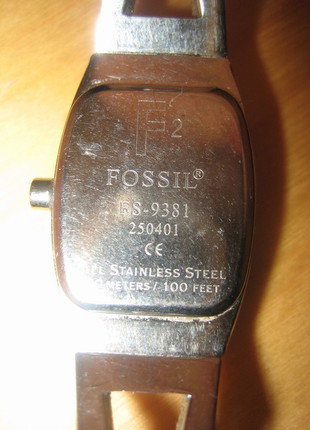 F2
FOSSIL®
ES-9381
250401
CE
STAINLESS STEEL
METERS / 100 FEET